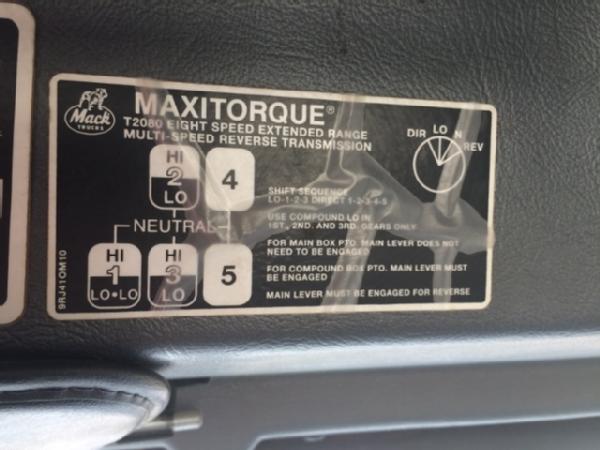 Mack
TRUCKS
MAXITORQUE®
T2080 EIGHT SPEED EXTENDED RANGE
MULTI-SPEED REVERSE TRANSMISSION
DIR LO N REV
HI
2
LO
4
NEUTRAL
HI
1
LO•LO
HI
3
LO
5
SHIFT SEQUENCE
LO-1-2-3 DIRECT 1-2-3-4-5
USE COMPOUND LO IN
1ST., 2ND. AND 3RD. GEARS ONLY
FOR MAIN BOX PTO. MAIN LEVER DOES NOT
NEED TO BE ENGAGED
FOR COMPOUND BOX PTO. MAIN LEVER MUST
BE ENGAGED
MAIN LEVER MUST BE ENGAGED FOR REVERSE
9RJ41OM10